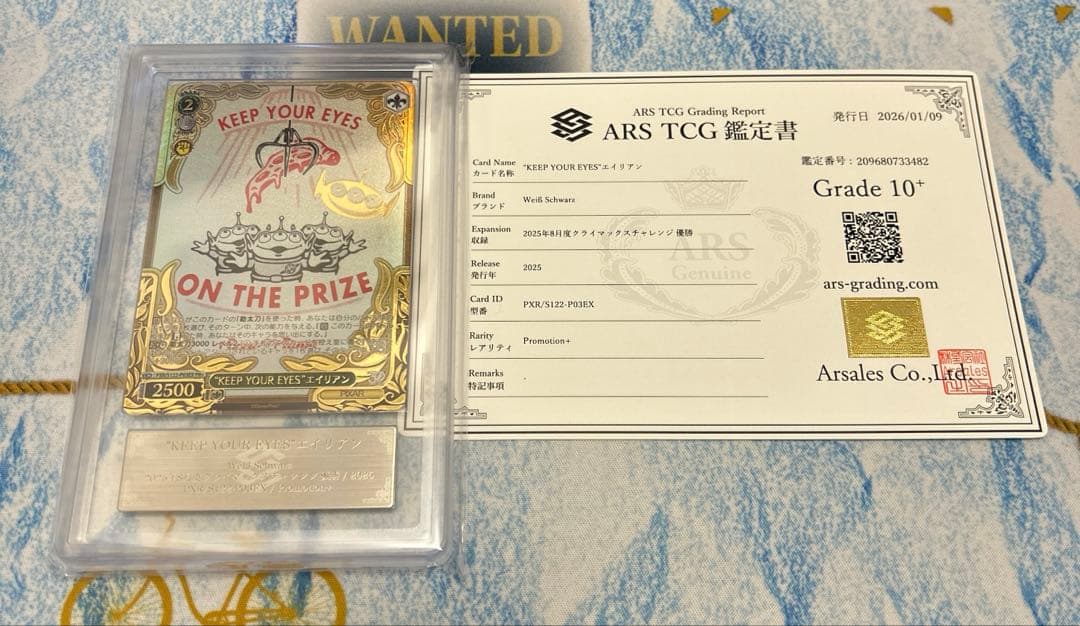 WANTED
2
KEEP YOUR EYES
ON THE PRIZE
2500
"KEEP YOUR EYES"エイリアン
PIXAR
"KEEP YOUR EYES"エイリアン
Weiß Schwarz
ARS TCG Grading Report
ARS TCG 鑑定書
発行日 2026/01/09
Card Name
カード名称
"KEEP YOUR EYES"エイリアン
Brand
ブランド
Weiß Schwarz
Expansion
収録
2025年8月度クライマックスチャレンジ 優勝
Release
発行年
2025
Card ID
型番
PXR/S122-P03EX
Rarity
レアリティ
Promotion+
Remarks
特記事項
ARS
Genuine
鑑定番号:209680733482
Grade 10+
ars-grading.com
Arsales Co.,Ltd.